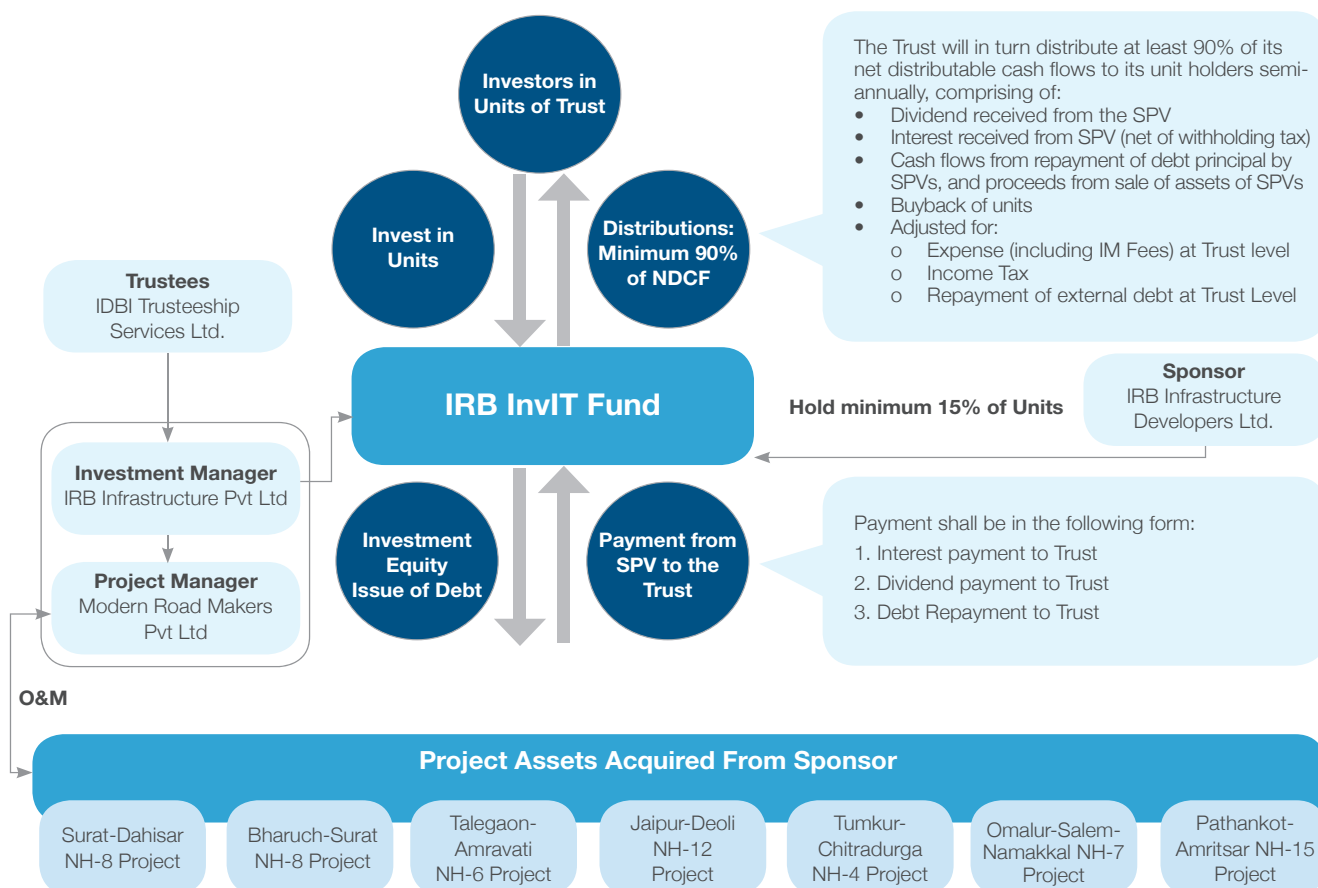 Investors in
Units of Trust
The Trust will in turn distribute at least 90% of its
net distributable cash flows to its unit holders semi-
annually, comprising of:
• Dividend received from the SPV
• Interest received from SPV (net of withholding tax)
• Cash flows from repayment of debt principal by
SPVs, and proceeds from sale of assets of SPVs
• Buyback of units
• Adjusted for:
o Expense (including IM Fees) at Trust level
o Income Tax
o Repayment of external debt at Trust Level
Invest in
Units
Distributions:
Minimum 90%
of NDCF
Trustees
IDBI Trusteeship
Services Ltd.
IRB InvIT Fund
Hold minimum 15% of Units
Sponsor
IRB Infrastructure
Developers Ltd.
Investment Manager
IRB Infrastructure Pvt Ltd
Project Manager
Modern Road Makers
Pvt Ltd
Investment
Equity
Issue of Debt
Payment from
SPV to the
Trust
Payment shall be in the following form:
1. Interest payment to Trust
2. Dividend payment to Trust
3. Debt Repayment to Trust
O&M
Project Assets Acquired From Sponsor
Surat-Dahisar
NH-8 Project
Bharuch-Surat
NH-8 Project
Talegaon-
Amravati
NH-6 Project
Jaipur-Deoli
NH-12
Project
Tumkur-
Chitradurga
NH-4 Project
Omalur-Salem-
Namakkal NH-7
Project
Pathankot-
Amritsar NH-15
Project